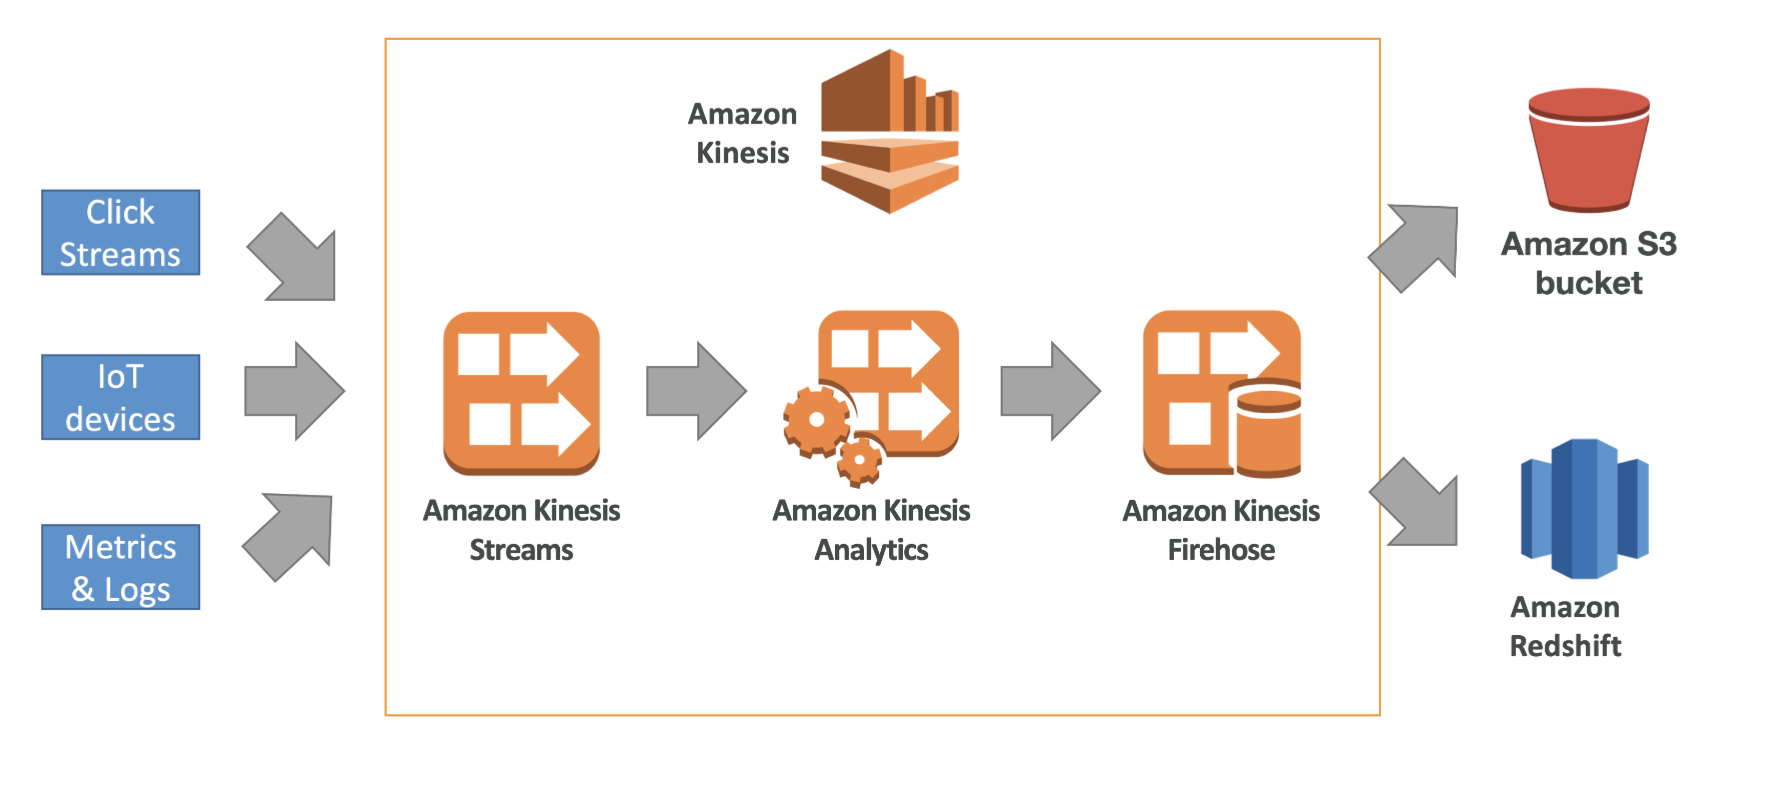 Amazon
Kinesis
Click
Streams
IoT
devices
Metrics
& Logs
Amazon Kinesis
Streams
Amazon Kinesis
Analytics
Amazon Kinesis
Firehose
Amazon S3
bucket
Amazon
Redshift